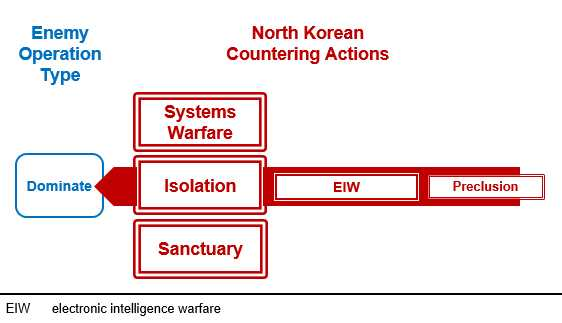 Enemy
Operation
Type
North Korean
Countering Actions
Systems
Warfare
Dominate
Isolation
EIW
Preclusion
Sanctuary
EIW electronic intelligence warfare